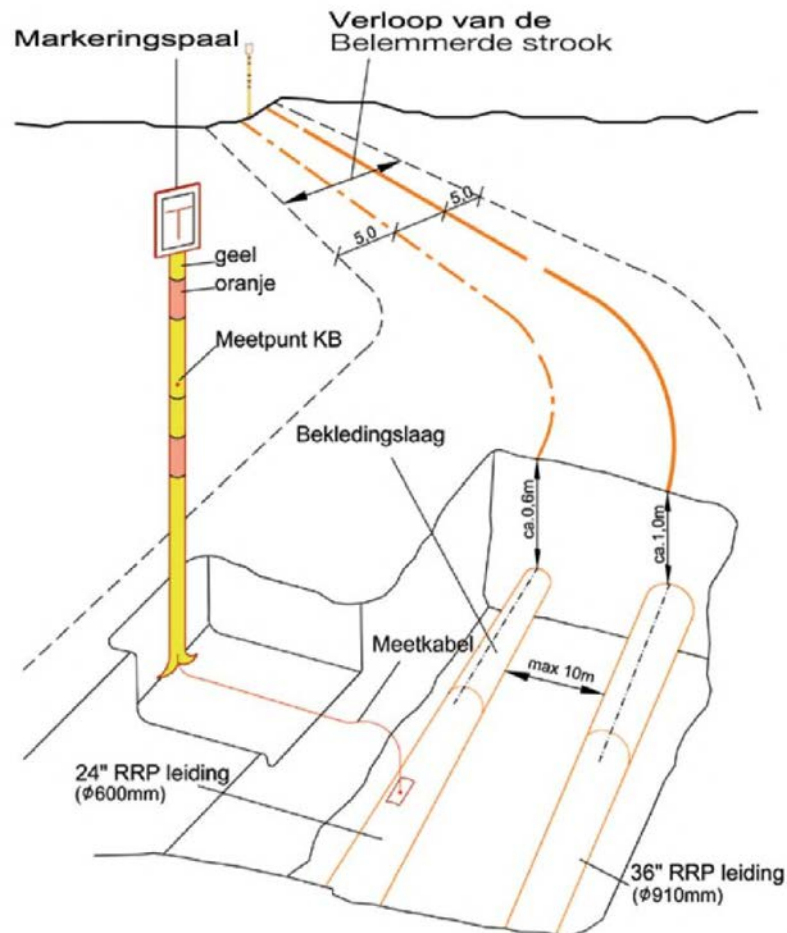 Markeringspaal
Verloop van de
Belemmerde strook
5,0
5,0
T
geel
oranje
Meetpunt KB
Bekledingslaag
ca.0,6m
ca.1,0m
Meetkabel
max 10m
24" RRP leiding
(ϕ600mm)
36" RRP leiding
(ϕ910mm)